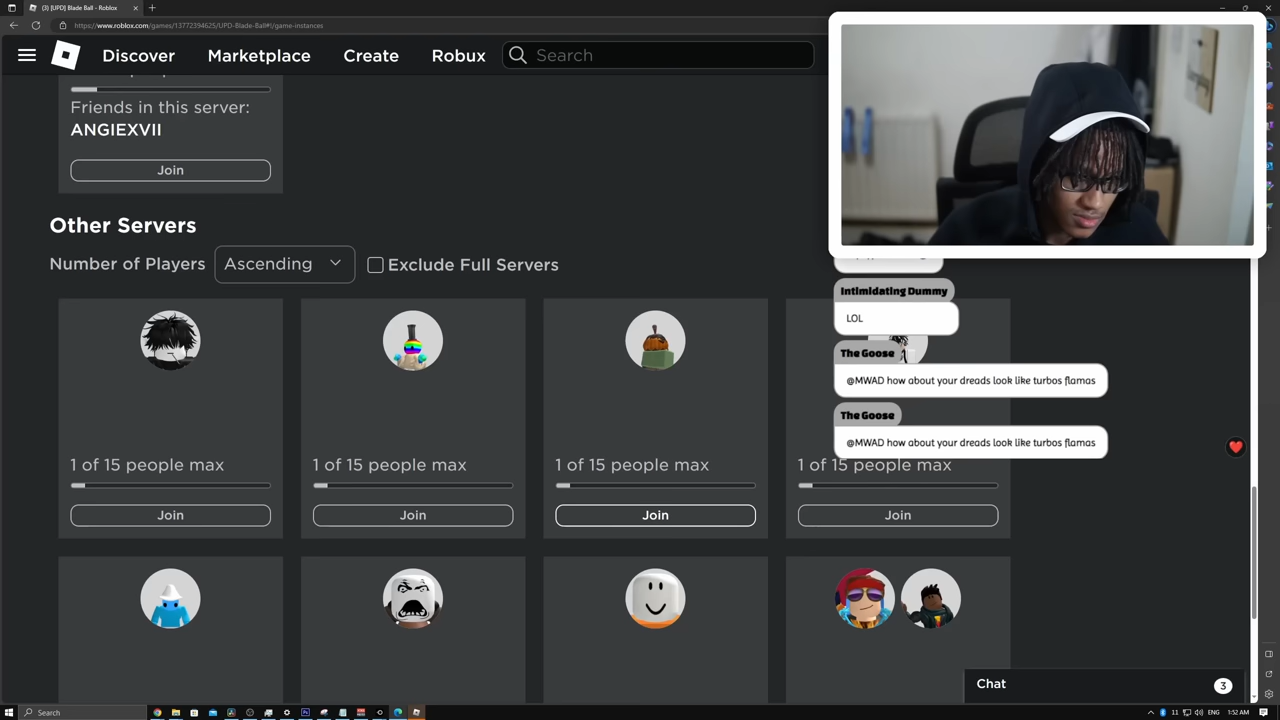 (3) [UPD] Blade Ball - Roblox
https://www.roblox.com/games/13772394625/UPD-Blade-Ball#!/game-instances
Discover
Marketplace
Create
Robux
Search
Friends in this server:
ANGIEXVII
Join
Other Servers
Number of Players
Ascending
Exclude Full Servers
Intimidating Dummy
LOL
The Goose
@MWAD how about your dreads look like turbos flamas
The Goose
@MWAD how about your dreads look like turbos flamas
1 of 15 people max
1 of 15 people max
1 of 15 people max
1 of 15 people max
Join
Join
Join
Join
Chat
3
Search
11
ENG
1:52 AM